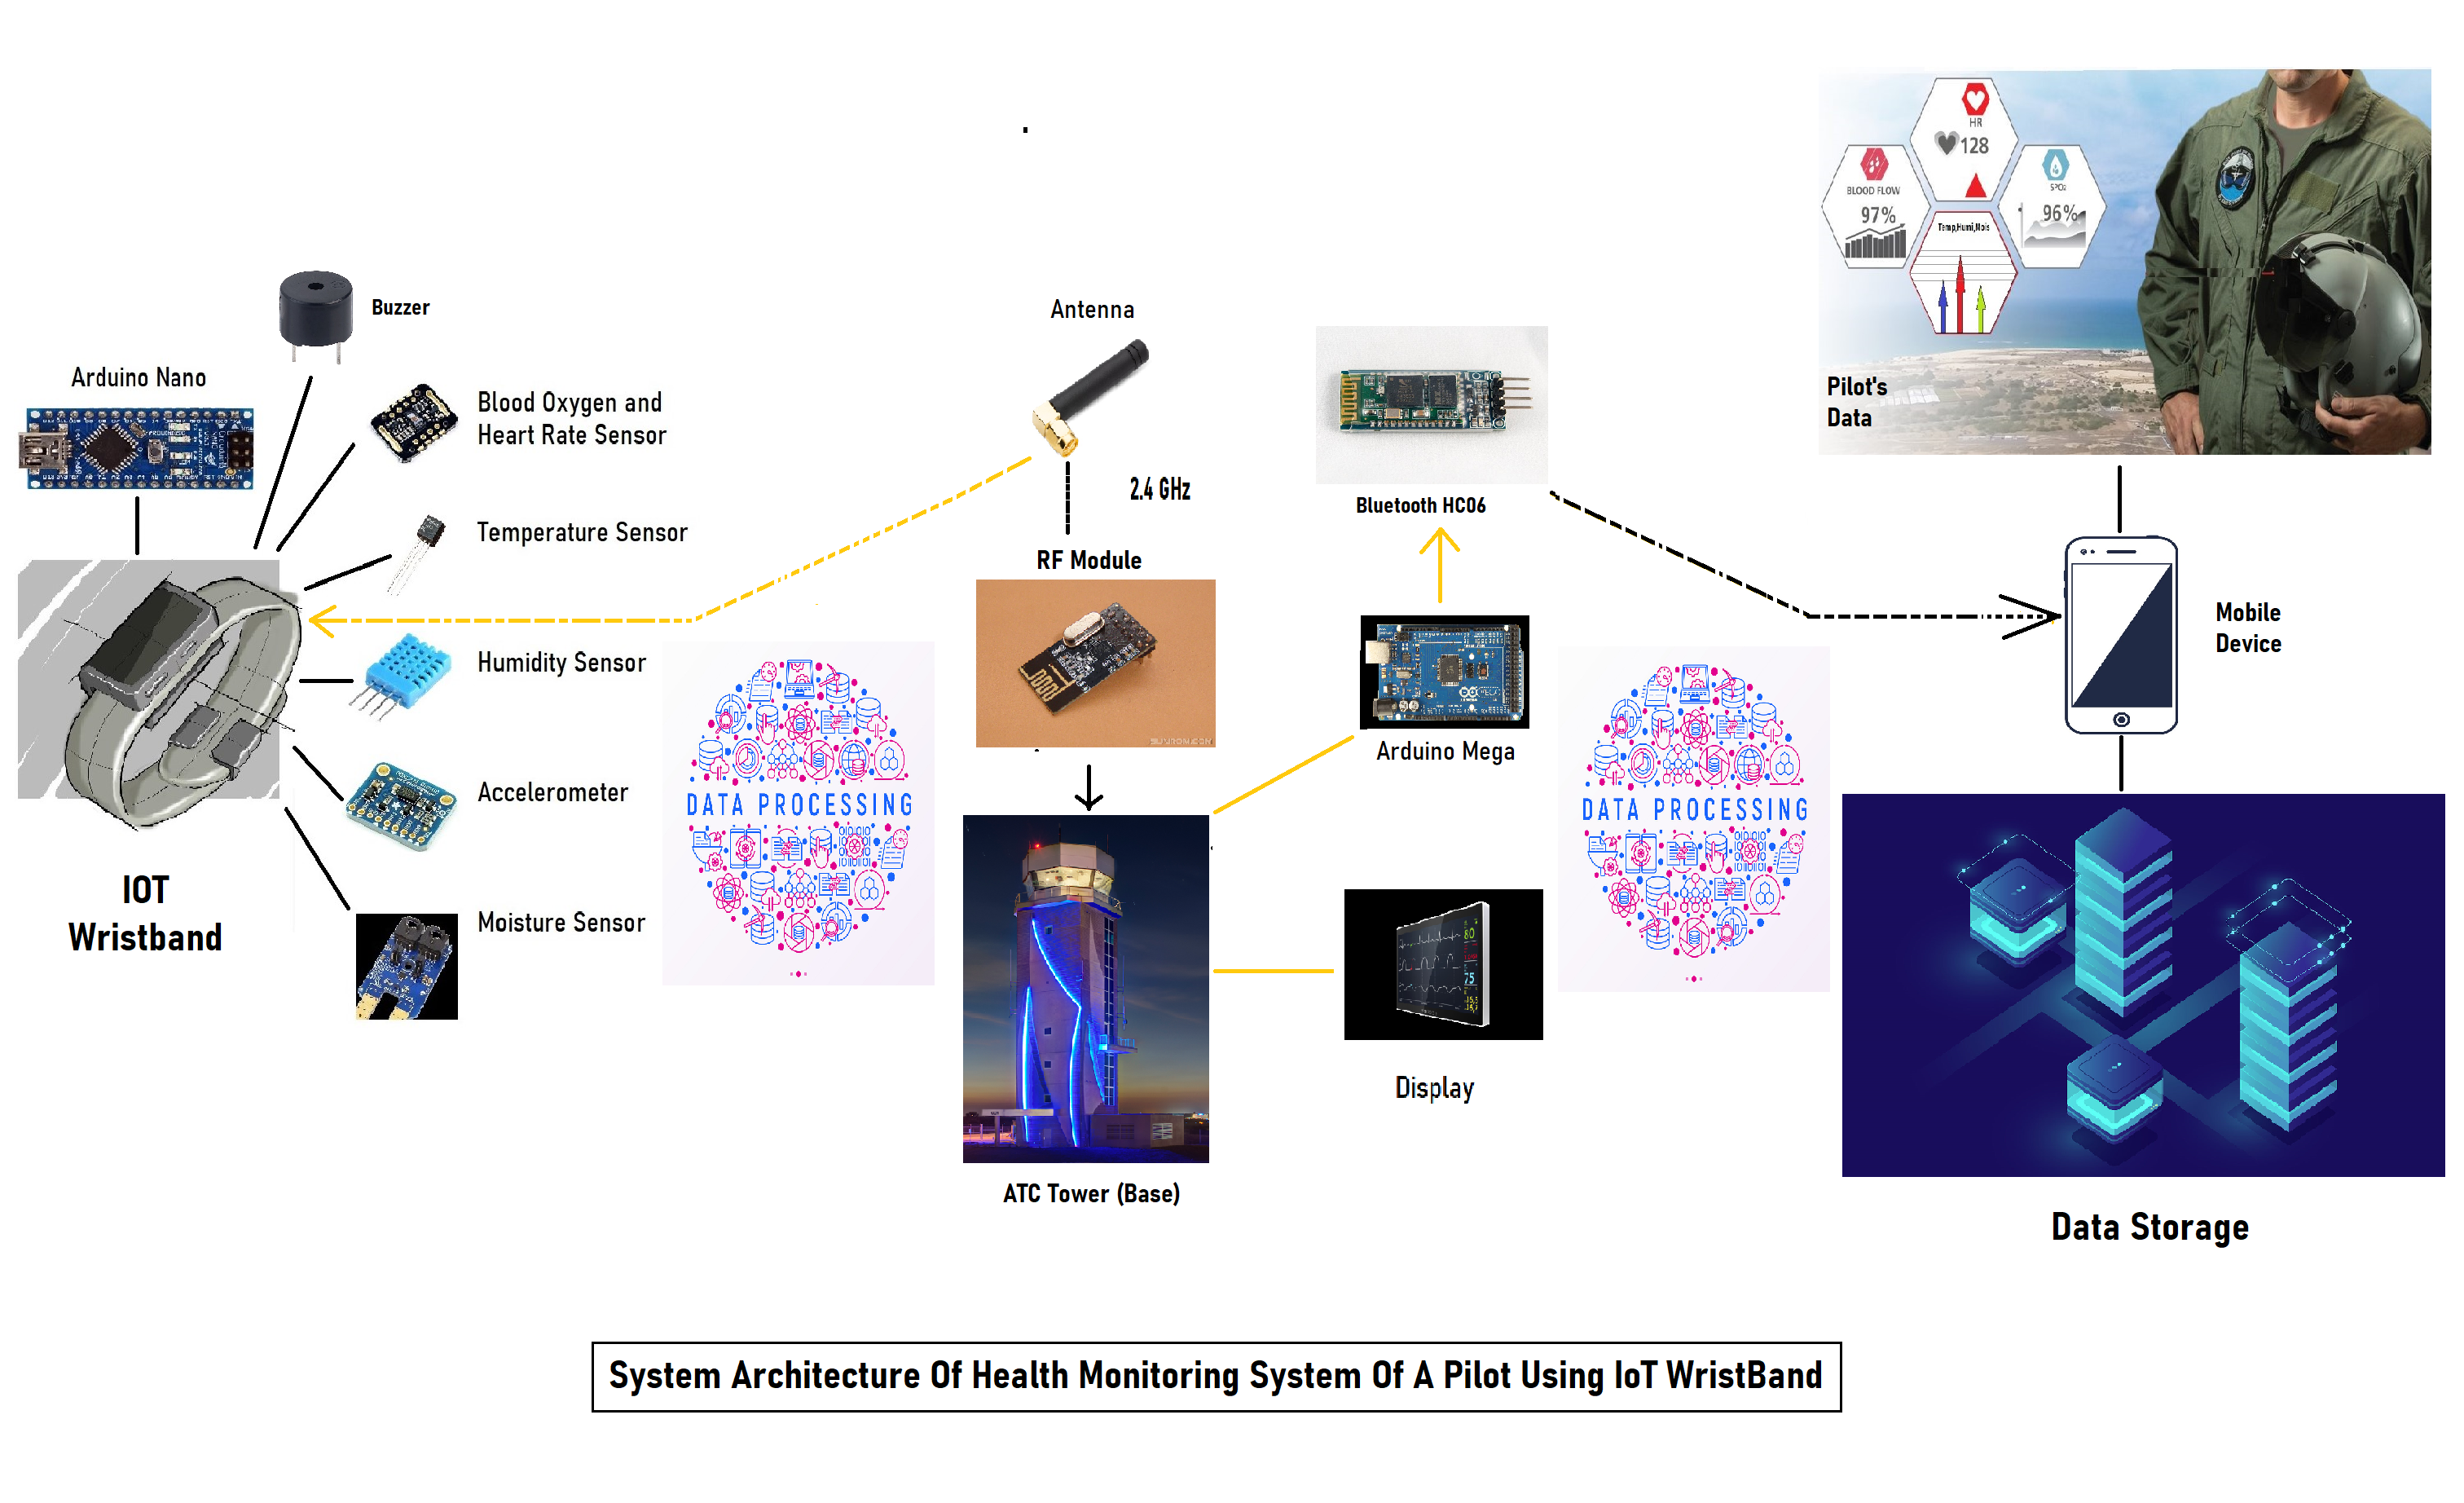 Buzzer
Arduino Nano
Blood Oxygen and
Heart Rate Sensor
Temperature Sensor
Humidity Sensor
Accelerometer
Moisture Sensor
IOT
Wristband
DATA PROCESSING
Antenna
2.4 GHz
RF Module
ATC Tower (Base)
Bluetooth HC06
Arduino Mega
Display
80
75
DATA PROCESSING
HR
128
BLOOD FLOW
97%
SPO2
96%
Temp,Humi,Mois
Pilot's
Data
Mobile
Device
Data Storage
System Architecture Of Health Monitoring System Of A Pilot Using IoT WristBand